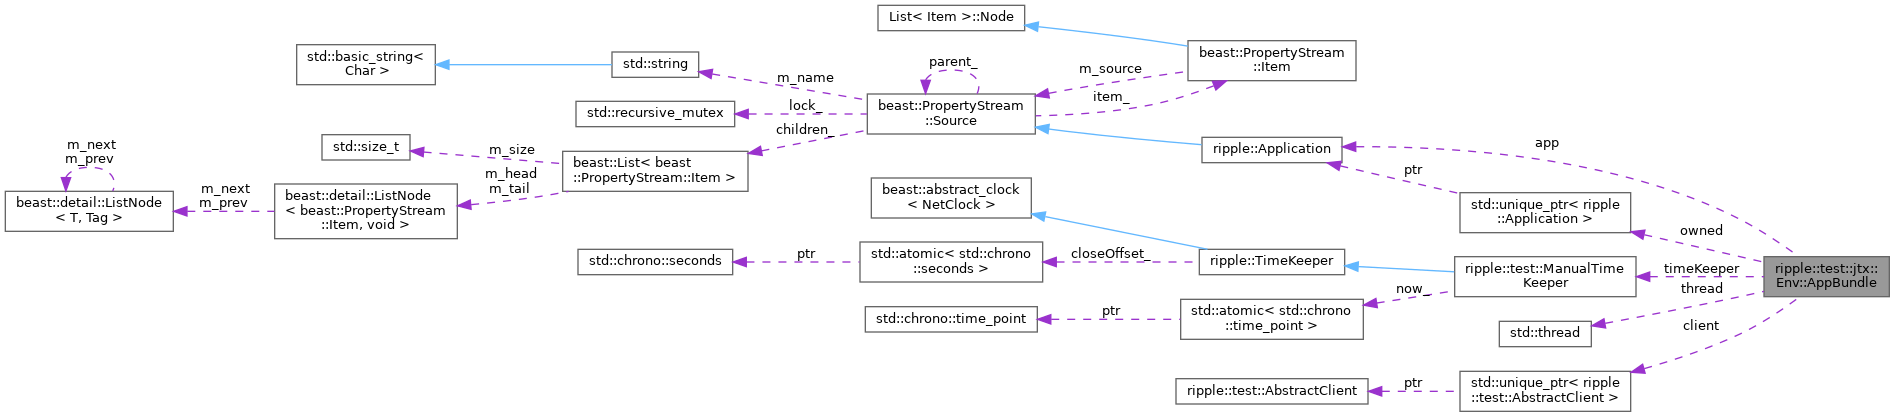 List< Item >::Node
std::basic_string<
Char >
std::string
beast::PropertyStream
::Item
parent_
m_name
m_source
item_
beast::PropertyStream
::Source
lock_
std::recursive_mutex
children_
std::size_t
m_size
m_head
m_tail
beast::List< beast
::PropertyStream::Item >
m_next
m_prev
beast::detail::ListNode
< T, Tag >
m_next
m_prev
beast::detail::ListNode
< beast::PropertyStream
::Item, void >
ripple::Application
app
ptr
std::unique_ptr< ripple
::Application >
owned
beast::abstract_clock
< NetClock >
std::chrono::seconds
ptr
std::atomic< std::chrono
::seconds >
closeOffset_
ripple::TimeKeeper
ripple::test::ManualTime
Keeper
timeKeeper
ripple::test::jtx::
Env::AppBundle
now_
thread
std::chrono::time_point
ptr
std::atomic< std::chrono
::time_point >
std::thread
client
ripple::test::AbstractClient
ptr
std::unique_ptr< ripple
::test::AbstractClient >